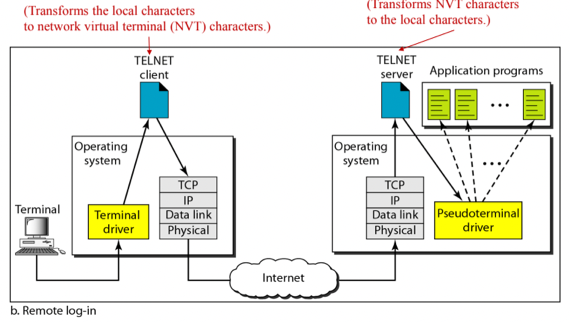 (Transforms the local characters
to network virtual terminal (NVT) characters.)
(Transforms NVT characters
to the local characters.)
TELNET
client
TELNET
server
Application programs
Operating
system
Operating
system
Terminal
Terminal
driver
TCP
IP
Data link
Physical
TCP
IP
Data link
Physical
Pseudoterminal
driver
Internet
b. Remote log-in